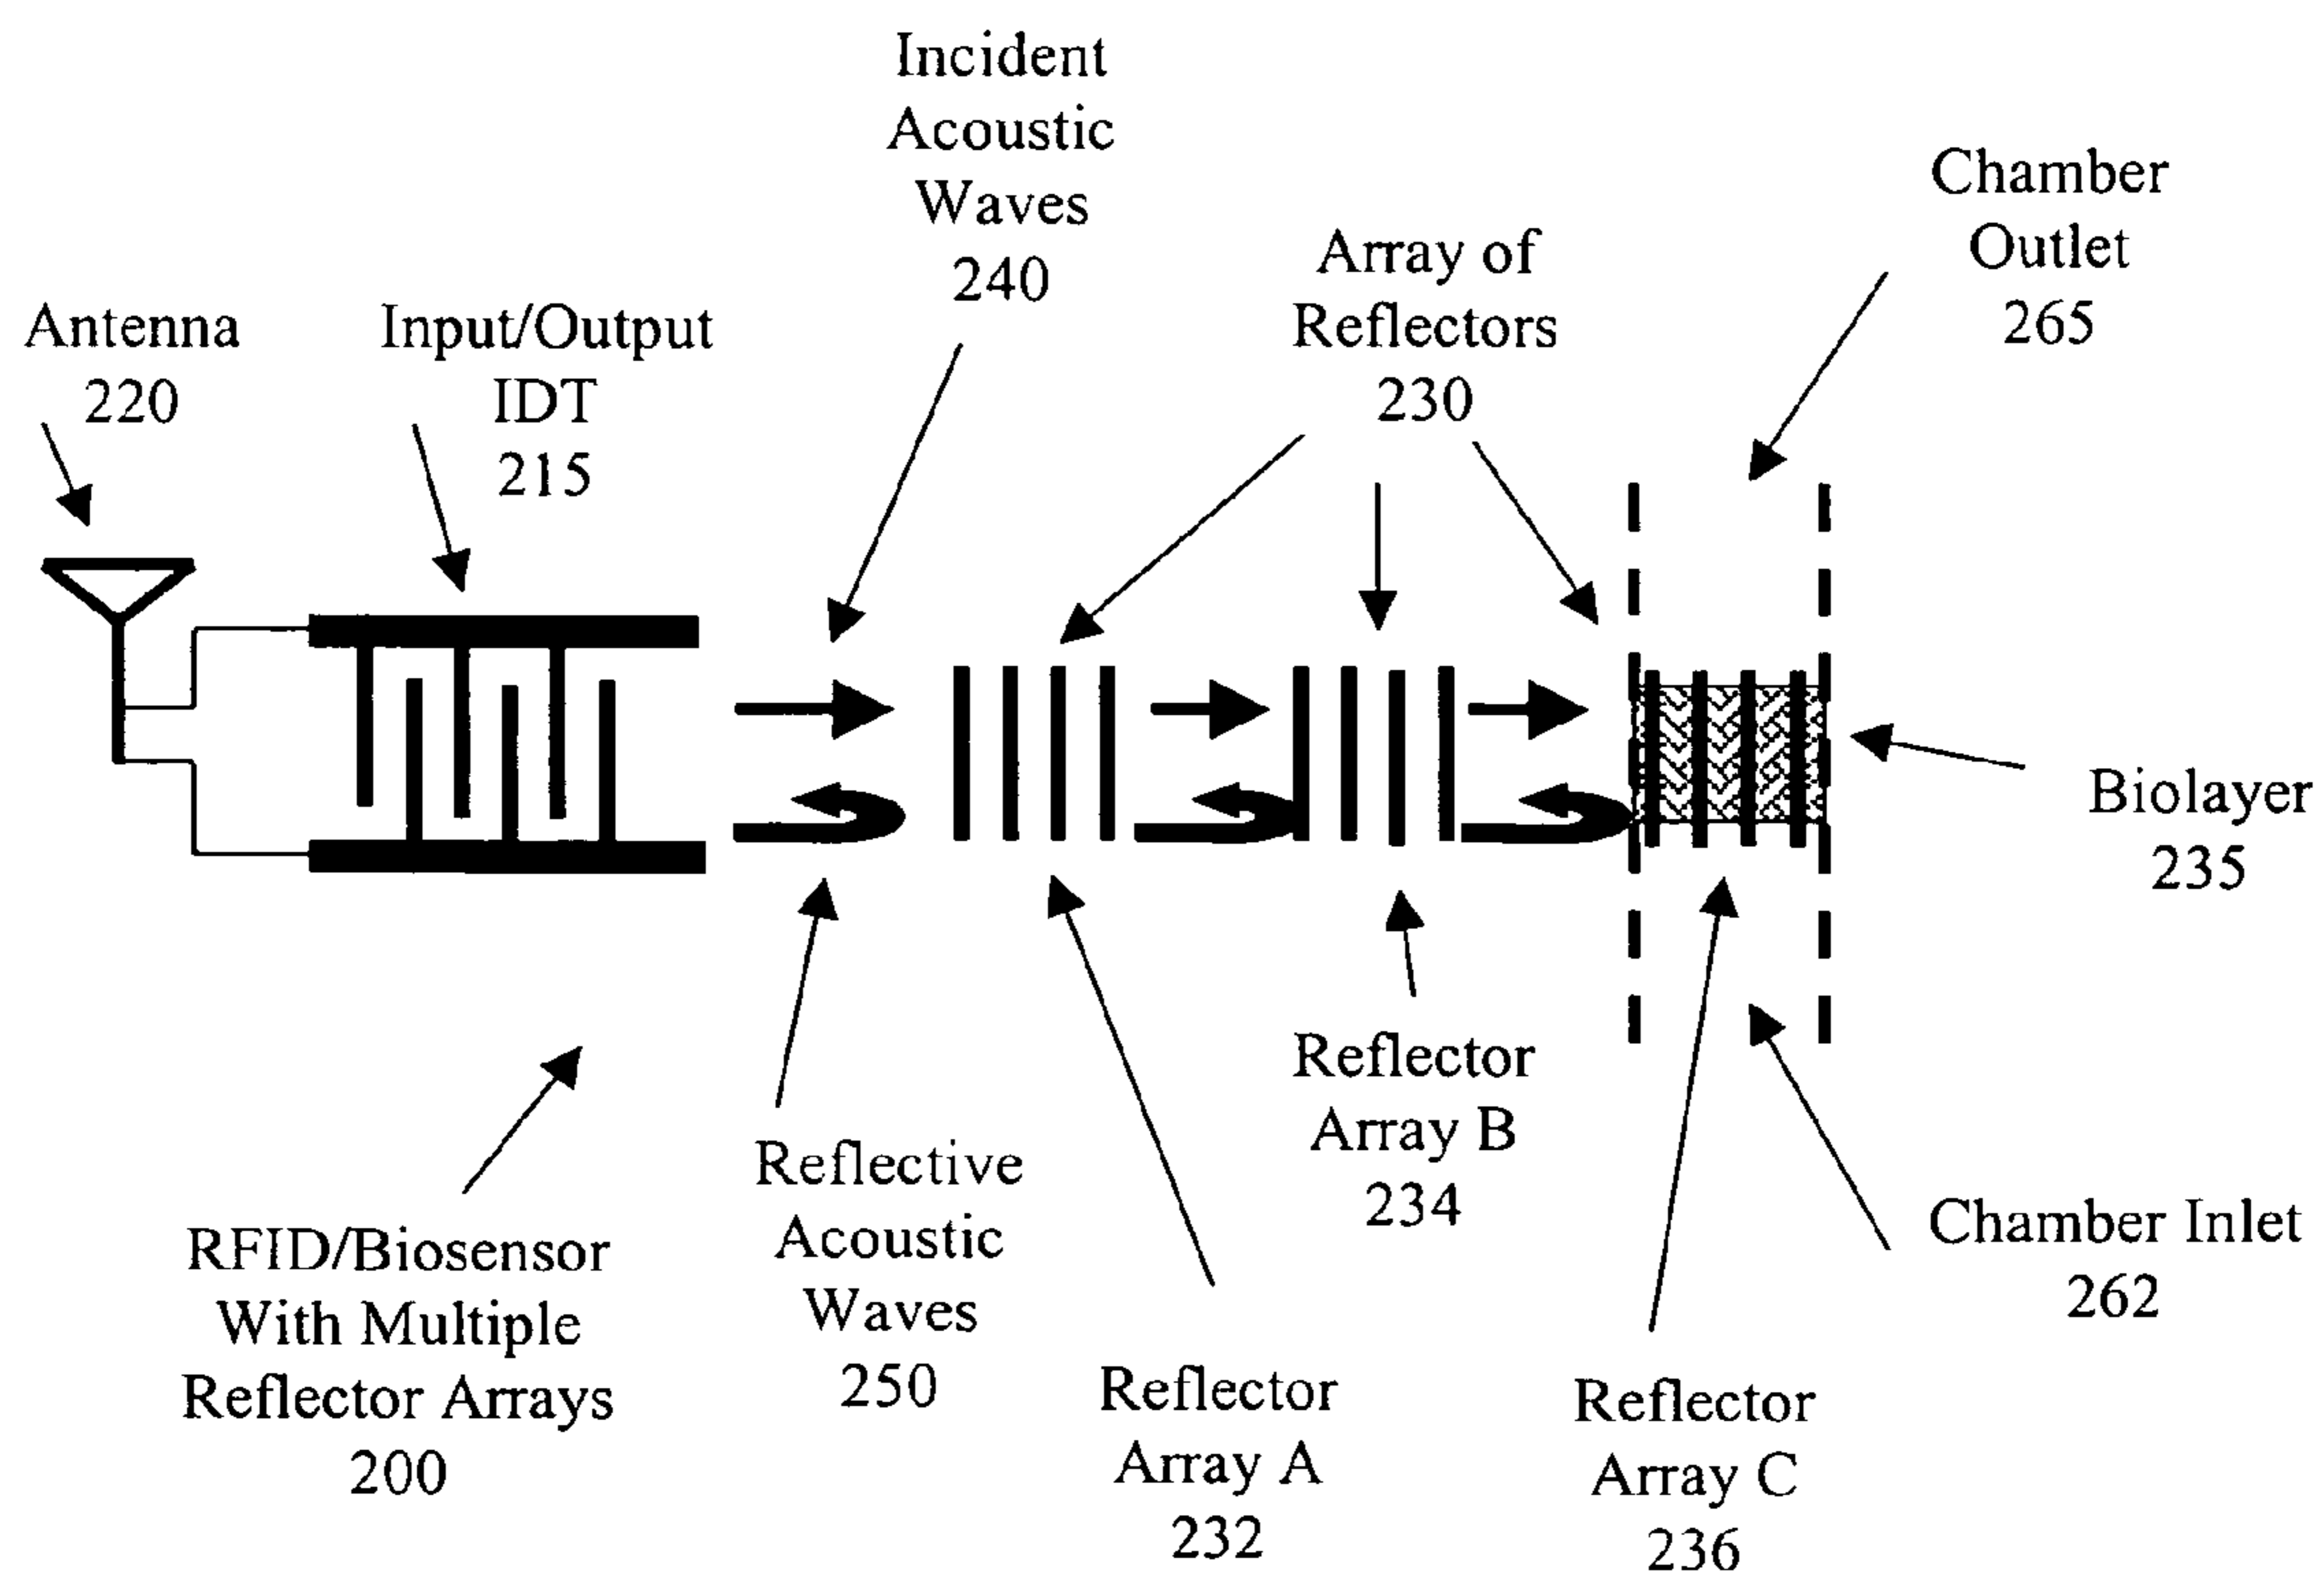 Incident
Acoustic
Waves
240
Chamber
Outlet
265
Array of
Reflectors
230
Antenna
220
Input/Output
IDT
215
Biolayer
235
Reflector
Array B
234
Reflective
Acoustic
Waves
250
Chamber Inlet
262
RFID/Biosensor
With Multiple
Reflector Arrays
200
Reflector
Array A
232
Reflector
Array C
236